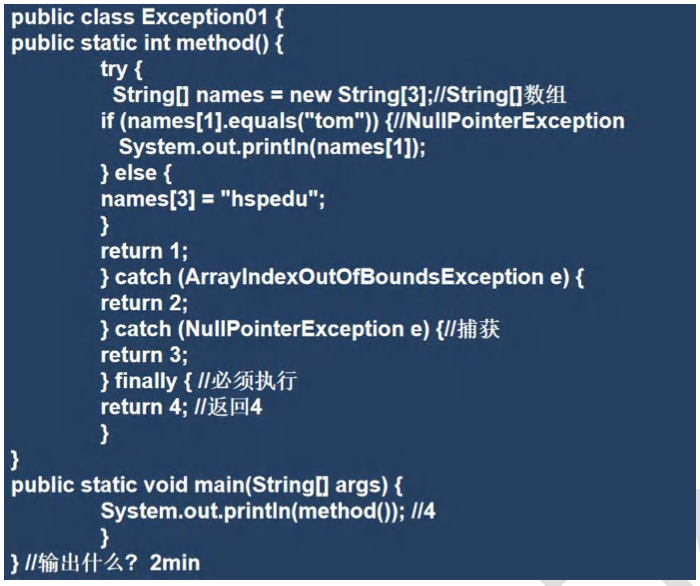 public class Exception01 {
public static int method() {
try {
String[] names = new String[3];//String[]数组
if (names[1].equals("tom")) {//NullPointerException
System.out.println(names[1]);
} else {
names[3] = "hspedu";
}
return 1;
} catch (ArrayIndexOutOfBoundsException e) {
return 2;
} catch (NullPointerException e) {//捕获
return 3;
} finally { //必须执行
return 4; //返回4
}
}
public static void main(String[] args) {
System.out.println(method()); //4
}
} //输出什么? 2min